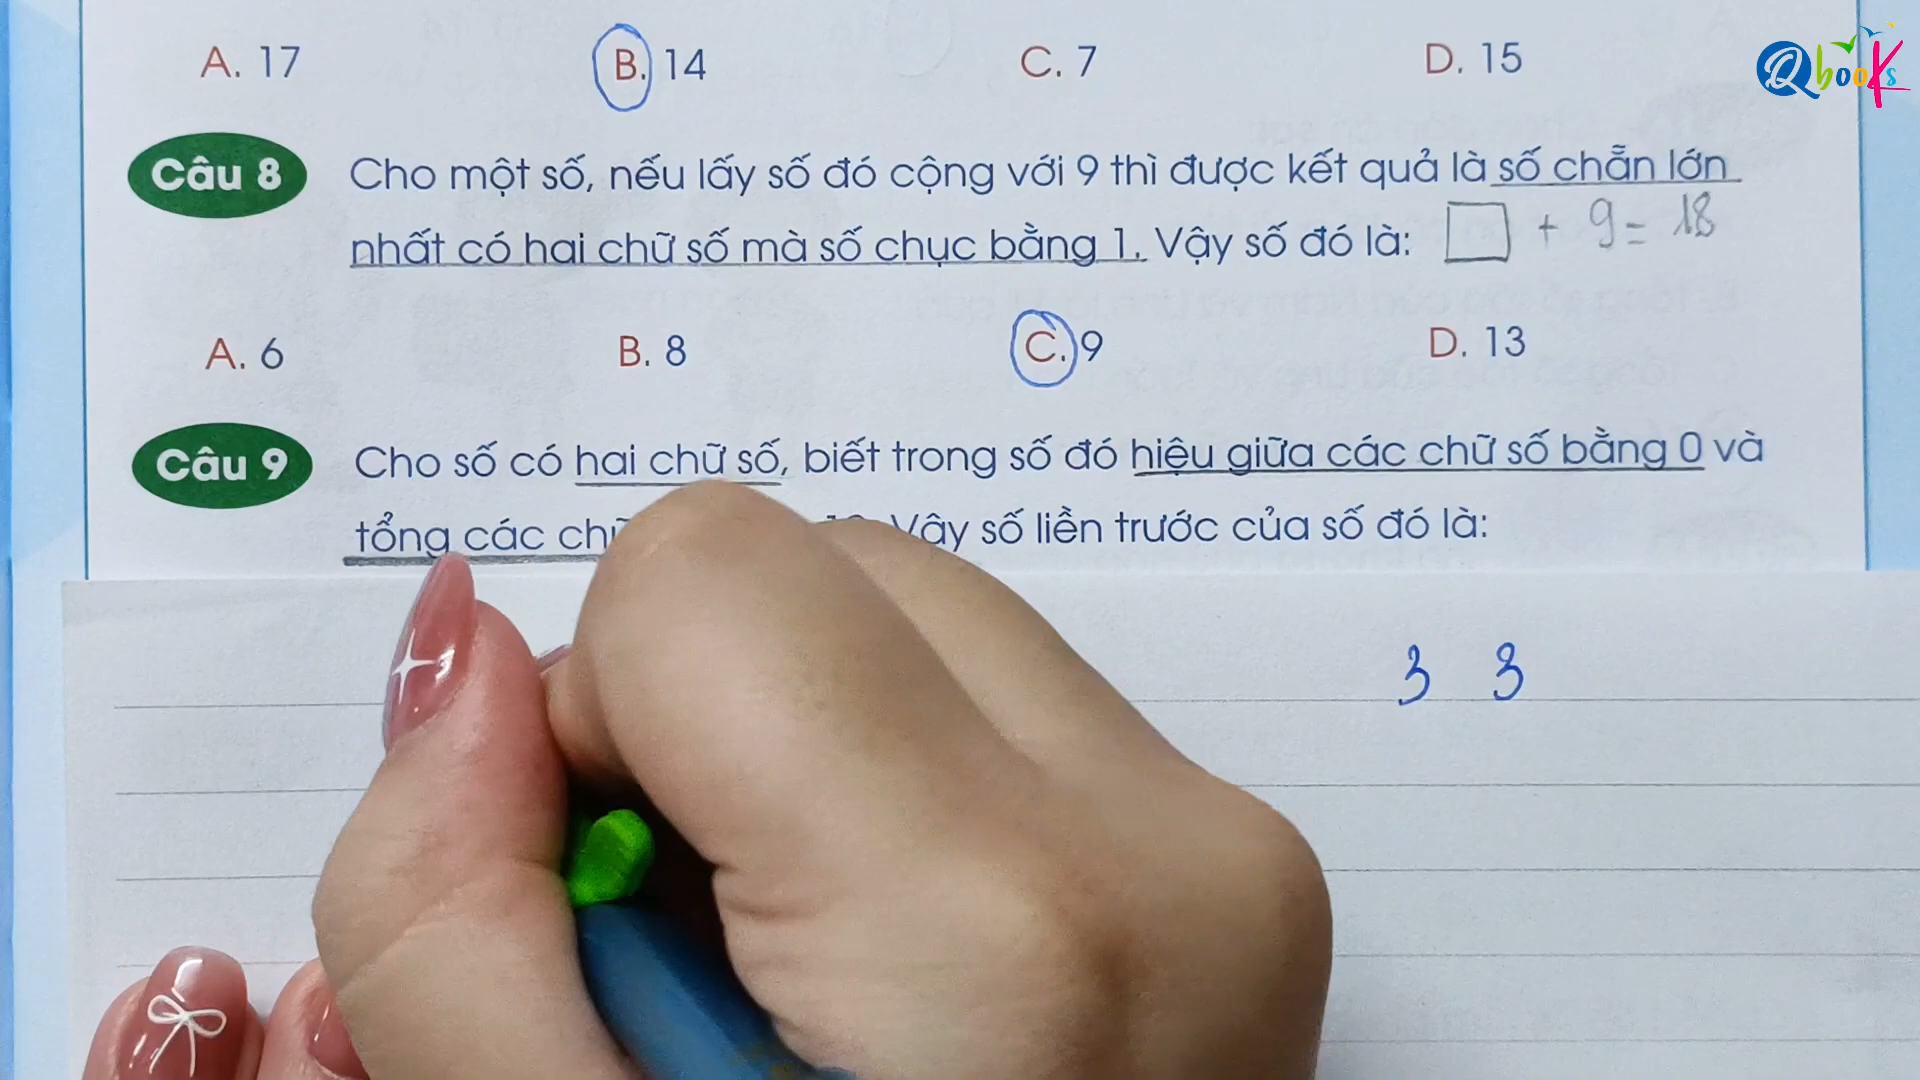 A. 17 B. 14 C. 7 D. 15
Qbooks
Câu 8 Cho một số, nếu lấy số đó cộng với 9 thì được kết quả là số chẵn lớn
nhất có hai chữ số mà số chục bằng 1. Vậy số đó là: □ + 9 = 18
A. 6 B. 8 C. 9 D. 13
Câu 9 Cho số có hai chữ số, biết trong số đó hiệu giữa các chữ số bằng 0 và
tổng các Vậy số liền trước của số đó là:
3 3